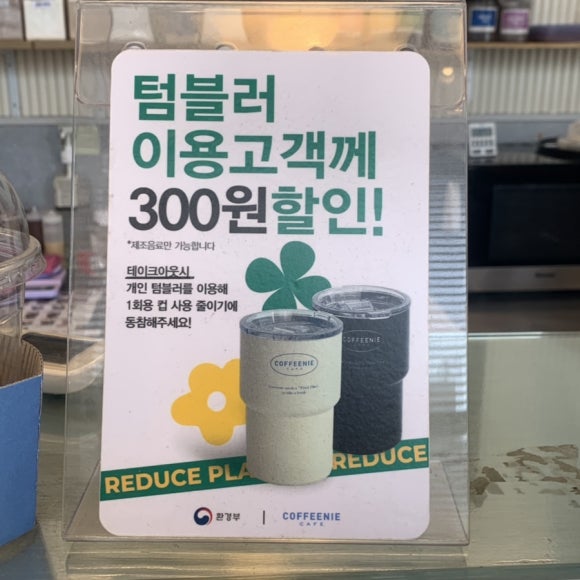 텀블러
이용고객께
300원할인!
*제조음료만 가능합니다
테이크아웃시
개인 텀블러를 이용해
1회용 컵 사용 줄이기에
동참해주세요!
COFFEENIE
CAFE
COFFEENIE
REDUCE PLA
REDUCE
환경부 | COFFEENIE
CAFE